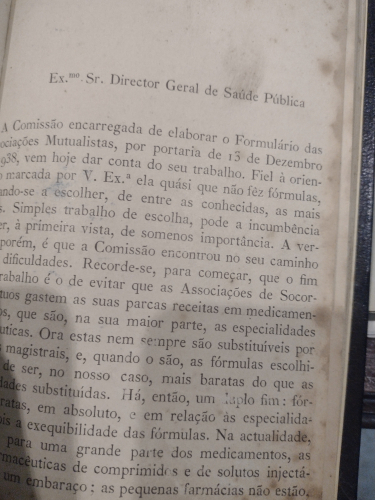 Ex.mo Sr. Director Geral de Saúde Pública
A Comissão encarregada de elaborar o Formulário das
ociações Mutualistas, por portaria de 13 de Dezembro
938, vem hoje dar conta do seu trabalho. Fiel à orien-
o marcada por V. Ex.a ela quási que não fêz fórmulas,
ando-se a escolher, de entre as conhecidas, as mais
s. Simples trabalho de escolha, pode a incumbência
er, à primeira vista, de somenos importância. A ver-
porém, é que a Comissão encontrou no seu caminho
dificuldades. Recorde-se, para começar, que o fim
rabalho é o de evitar que as Associações de Socor-
tuos gastem as suas parcas receitas em medicamen-
os, que são, na sua maior parte, as especialidades
uticas. Ora estas nem sempre são substituíveis por
s magistrais, e, quando o são, as fórmulas escolhi-
de ser, no nosso caso, mais baratas do que as
dades substituídas. Há, então, um duplo fim: fór-
ratas, em absoluto, e em relação às especialida-
ois a exequibilidade das fórmulas. Na actualidade,
para uma grande parte dos medicamentos, as
rmacêuticas de comprimidos e de solutos injectá-
um embaraço: as pequenas farmácias não estão,